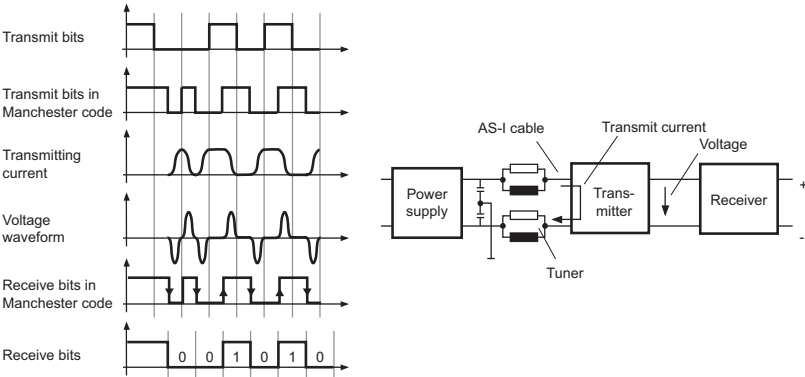 Transmit bits
Transmit bits in
Manchester code
Transmitting
current
Voltage
waveform
Receive bits in
Manchester code
Receive bits
0 0 1 0 1 0
AS-I cable
Transmit current
Voltage
Power
supply
Trans-
mitter
Receiver
+
-
Tuner